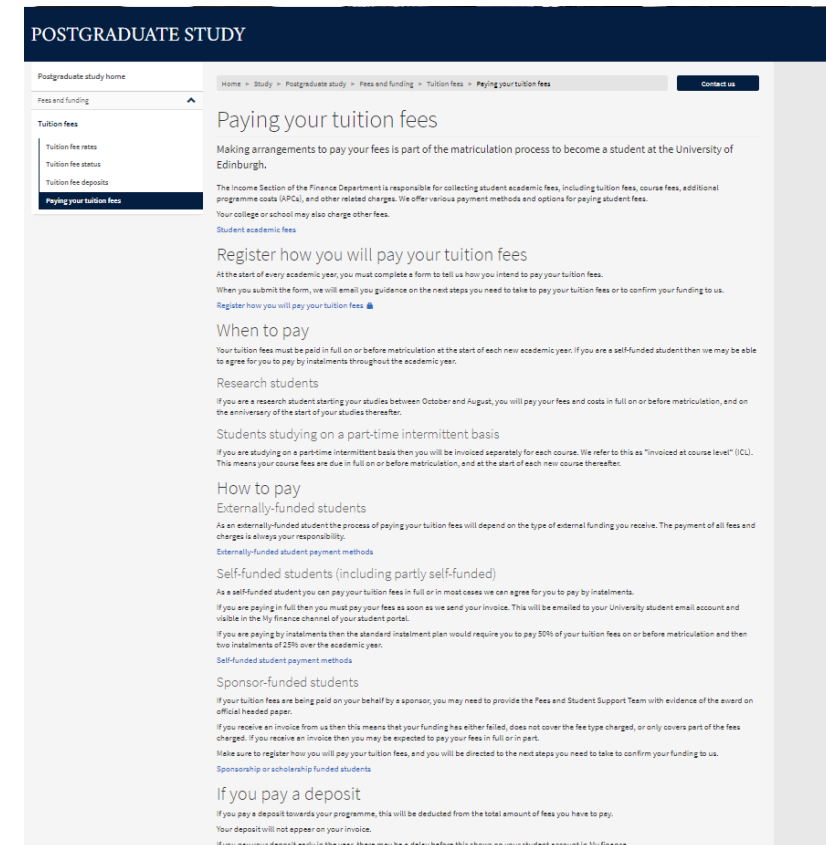 POSTGRADUATE STUDY
Postgraduate study home
Fees and funding
Tuition fees
Tuition fee rates
Tuition fee status
Tuition fee deposits
Paying your tuition fees
Home > Study > Postgraduate study > Fees and funding > Tuition fees > Paying your tuition fees
Contact us
Paying your tuition fees
Making arrangements to pay your fees is part of the matriculation process to become a student at the University of
Edinburgh.
The Income Section of the Finance Department is responsible for collecting student academic fees, including tuition fees, course fees, additional
programme costs (APCs), and other related charges. We offer various payment methods and options for paying student fees.
Your college or school may also charge other fees.
Student academic fees
Register how you will pay your tuition fees
At the start of every academic year, you must complete a form to tell us how you intend to pay your tuition fees.
When you submit the form, we will email you guidance on the next steps you need to take to pay your tuition fees or to confirm your funding to us.
Register how you will pay your tuition fees
When to pay
Your tuition fees must be paid in full on or before matriculation at the start of each new academic year. If you are a self-funded student then we may be able
to agree for you to pay by instalments throughout the academic year.
Research students
If you are a research student starting your studies between October and August, you will pay your fees and costs in full on or before matriculation, and on
the anniversary of the start of your studies thereafter.
Students studying on a part-time intermittent basis
If you are studying on a part-time intermittent basis then you will be invoiced separately for each course. We refer to this as "invoiced at course level" (ICL).
This means your course fees are due in full on or before matriculation, and at the start of each new course thereafter.
How to pay
Externally-funded students
As an externally-funded student the process of paying your tuition fees will depend on the type of external funding you receive. The payment of all fees and
charges is always your responsibility.
Externally-funded student payment methods
Self-funded students (including partly self-funded)
As a self-funded student you can pay your tuition fees in full or in most cases we can agree for you to pay by instalments.
If you are paying in full then you must pay your fees as soon as we send your invoice. This will be emailed to your University student email account and
visible in the My finance channel of your student portal.
If you are paying by instalments then the standard instalment plan would require you to pay 50% of your tuition fees on or before matriculation and then
two instalments of 25% over the academic year.
Self-funded student payment methods
Sponsor-funded students
If your tuition fees are being paid on your behalf by a sponsor, you may need to provide the Fees and Student Support Team with evidence of the award on
official headed paper.
If you receive an invoice from us then this means that your funding has either failed, does not cover the fee type charged, or only covers part of the fees
charged. If you receive an invoice then you may be expected to pay your fees in full or in part.
Make sure to register how you will pay your tuition fees, and you will be directed to the next steps you need to take to confirm your funding to us.
Sponsorship or scholarship funded students
If you pay a deposit
If you pay a deposit towards your programme, this will be deducted from the total amount of fees you have to pay.
Your deposit will not appear on your invoice.
If you pay your deposit early in the year, there may be a delay before this shown on your student account in My finance.